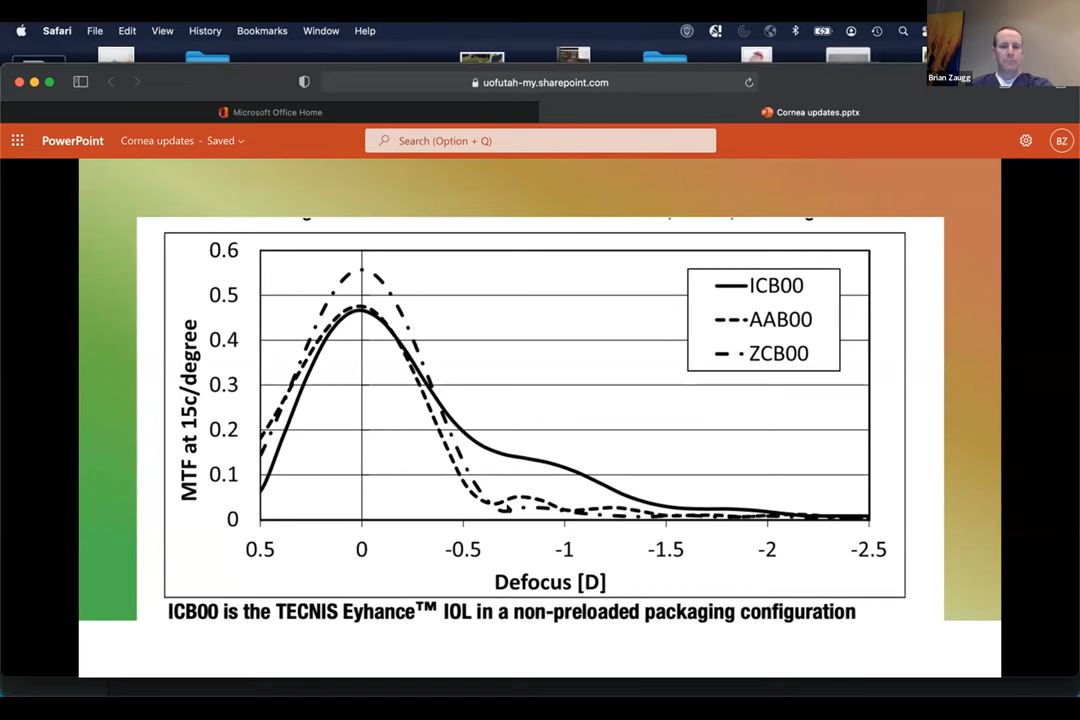 Safari File Edit View History Bookmarks Window Help
Brian Zaugg
uofutah-my.sharepoint.com
Microsoft Office Home
Cornea updates.pptx
PowerPoint Cornea updates - Saved
Search (Option + Q)
BZ
0.6
0.5
0.4
0.3
0.2
0.1
0
MTF at 15c/degree
ICB00
AAB00
ZCB00
0.5 0 -0.5 -1 -1.5 -2 -2.5
Defocus [D]
ICB00 is the TECNIS Eyhance™ IOL in a non-preloaded packaging configuration